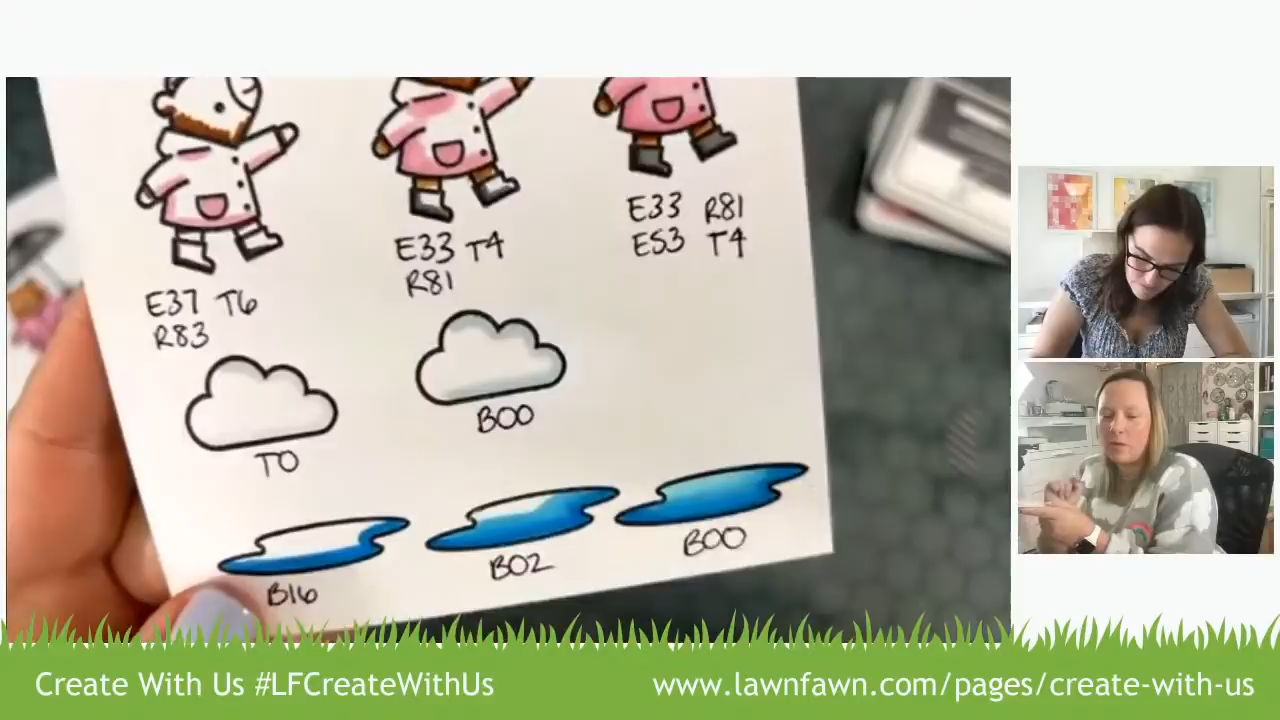 E33 R81
E53 T4
E33 T4
R81
E37 T6
R83
B00
T0
B16
B02
B00
Create With Us #LFCreateWithUs
www.lawnfawn.com/pages/create-with-us